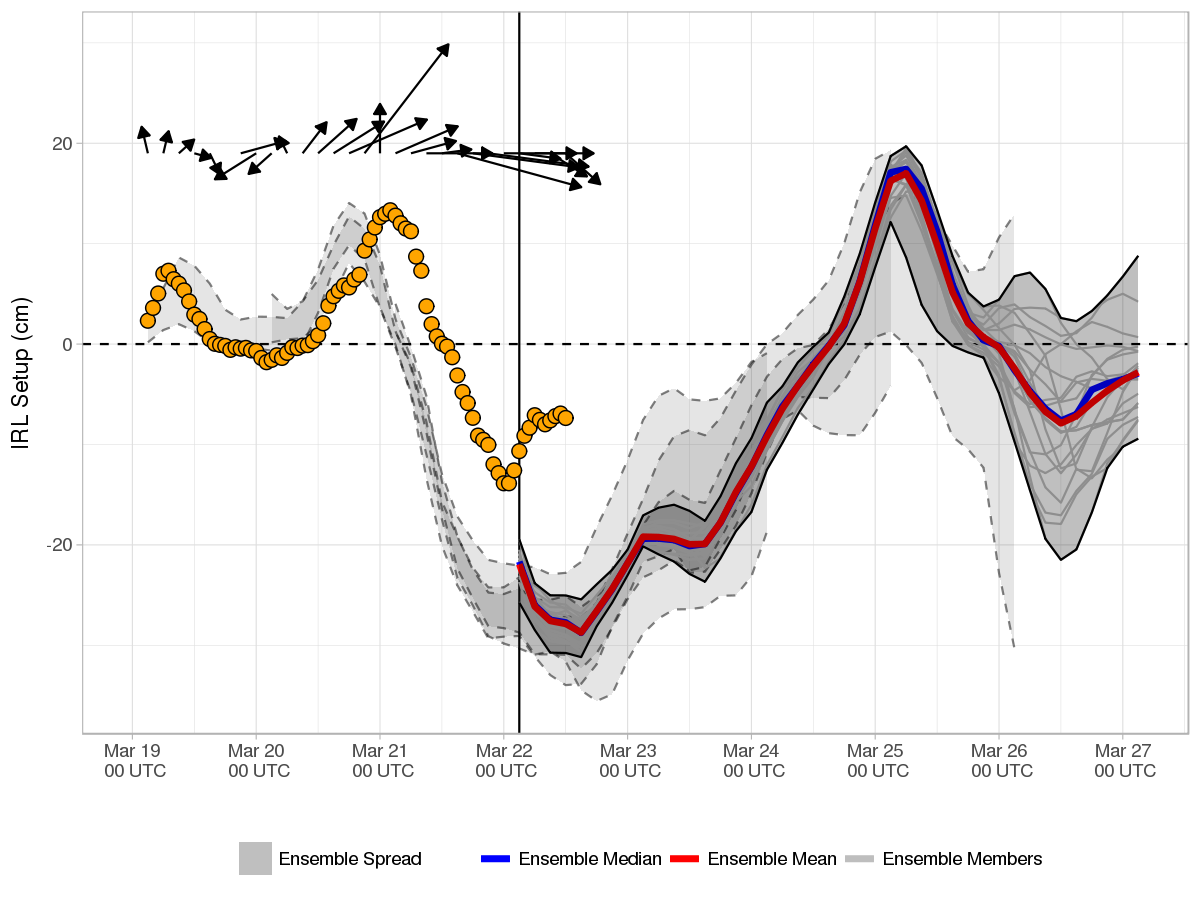 IRL Setup (cm)
20
0
-20
Mar 19 Mar 20 Mar 21 Mar 22 Mar 23 Mar 24 Mar 25 Mar 26 Mar 27
00 UTC 00 UTC 00 UTC 00 UTC 00 UTC 00 UTC 00 UTC 00 UTC 00 UTC
Ensemble Spread Ensemble Median Ensemble Mean Ensemble Members